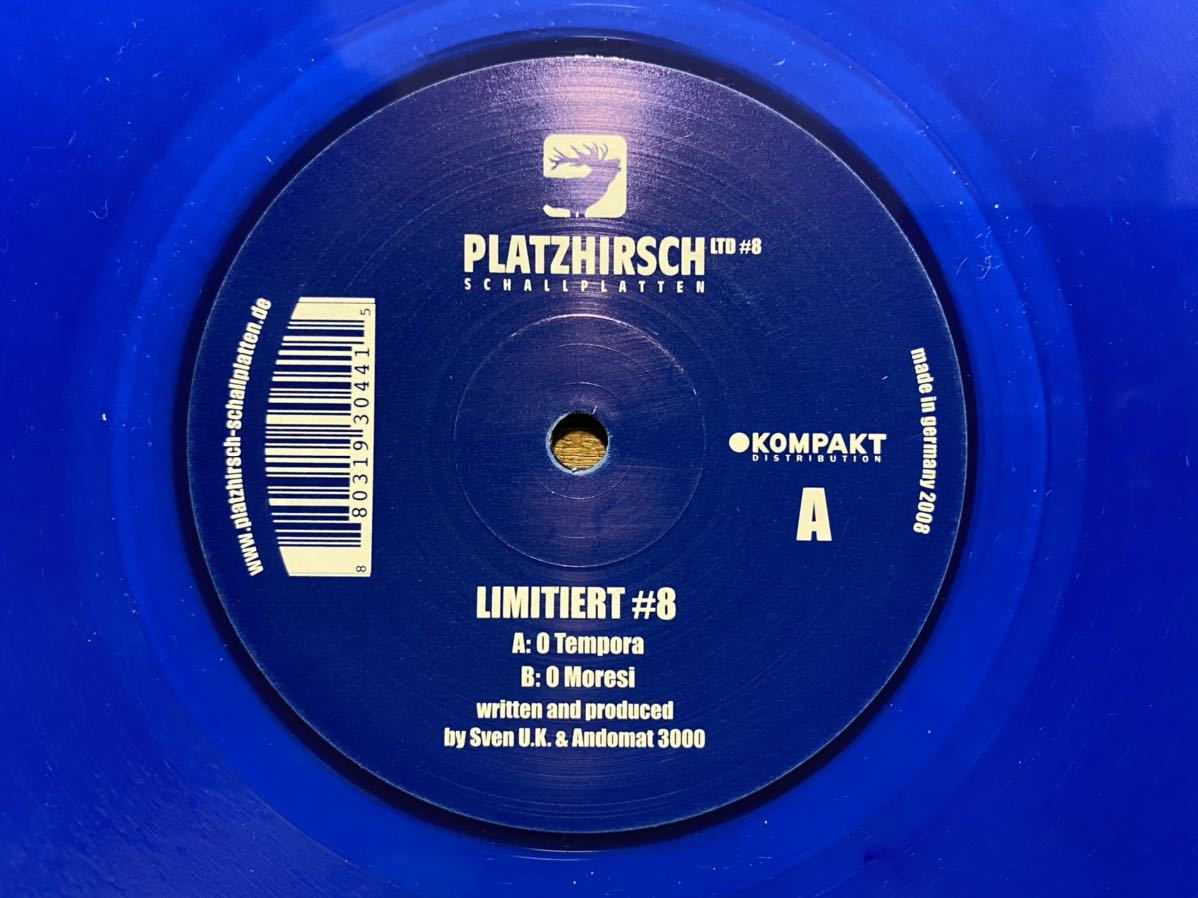 PLATZHIRSCH LTD #8
SCHALLPLATTEN
www.platzhirsch-schallplatten.de
8 80319 30441 5
KOMPAKT
DISTRIBUTION
A
made in germany 2008
LIMITIERT #8
A: O Tempora
B: O Moresi
written and produced
by Sven U.K. & Andomat 3000